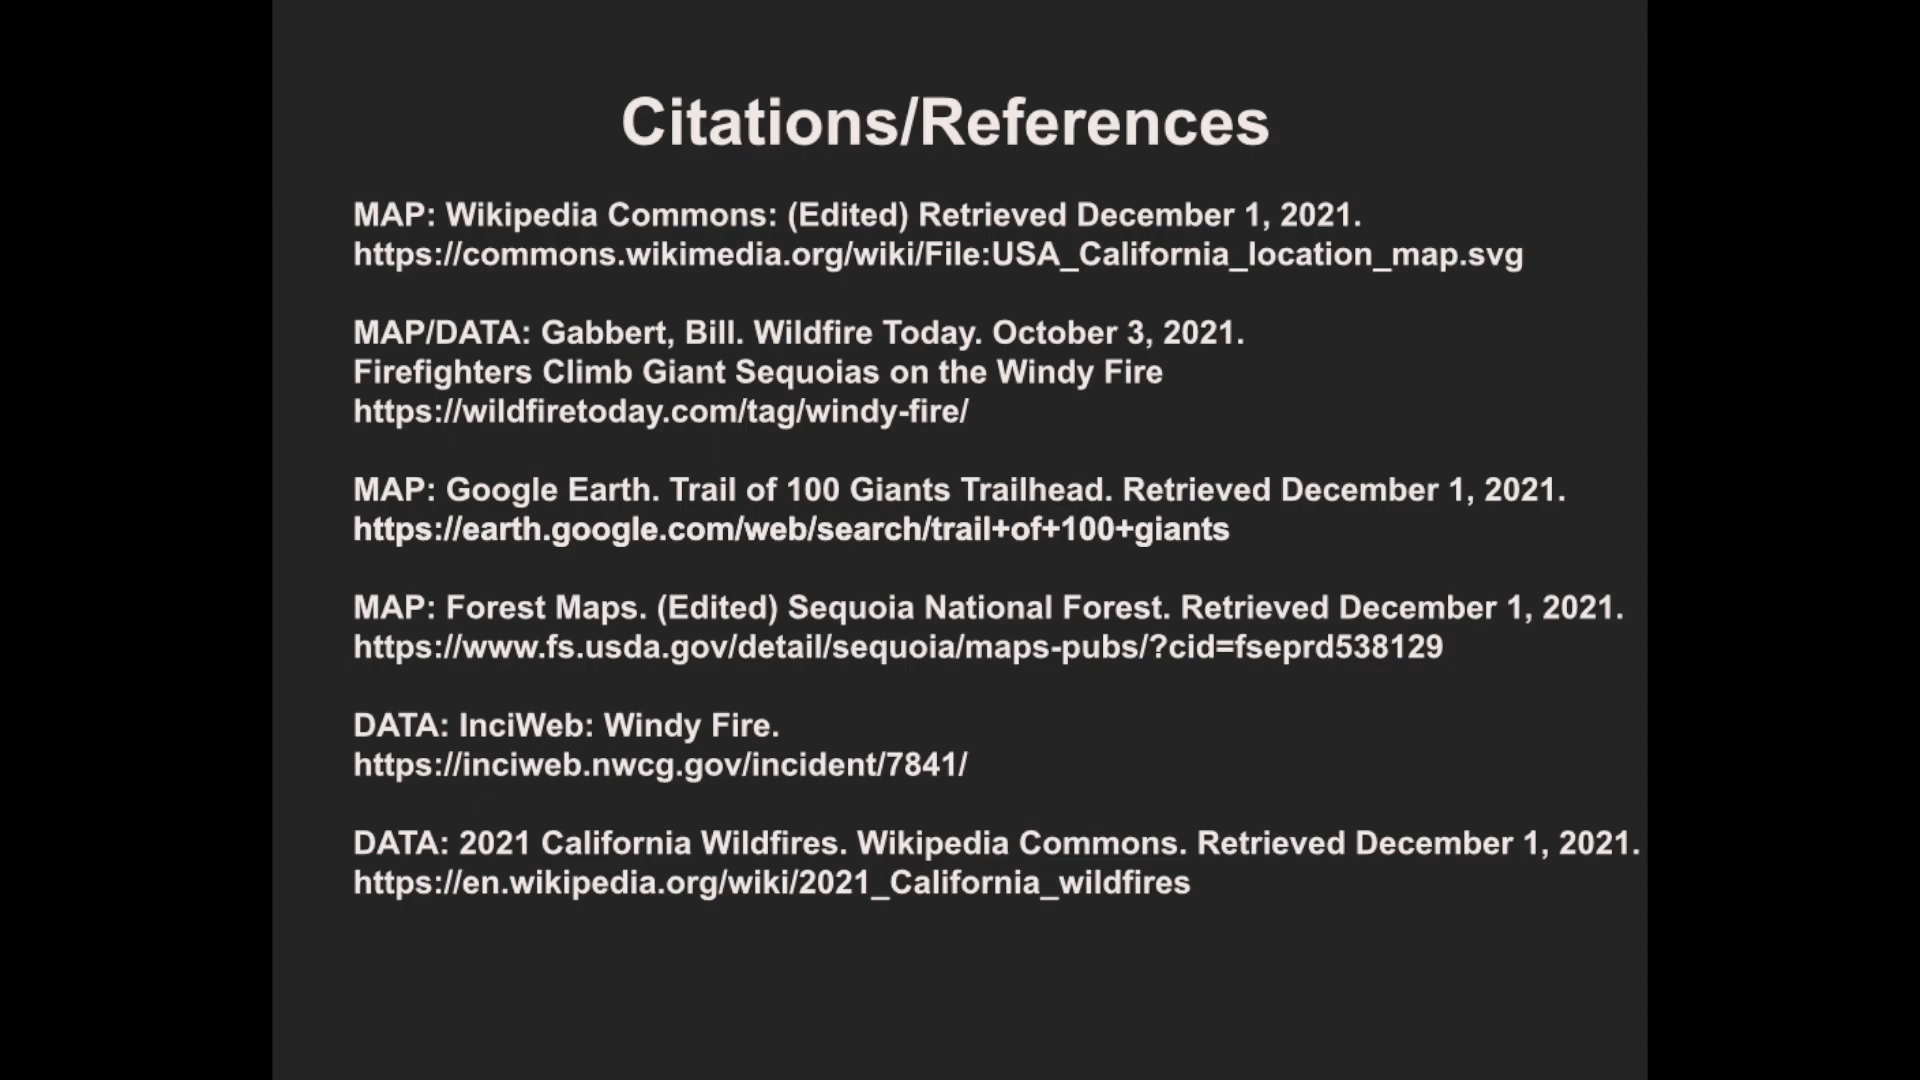 Citations/References
MAP: Wikipedia Commons: (Edited) Retrieved December 1, 2021.
https://commons.wikimedia.org/wiki/File:USA_California_location_map.svg
MAP/DATA: Gabbert, Bill. Wildfire Today. October 3, 2021.
Firefighters Climb Giant Sequoias on the Windy Fire
https://wildfiretoday.com/tag/windy-fire/
MAP: Google Earth. Trail of 100 Giants Trailhead. Retrieved December 1, 2021.
https://earth.google.com/web/search/trail+of+100+giants
MAP: Forest Maps. (Edited) Sequoia National Forest. Retrieved December 1, 2021.
https://www.fs.usda.gov/detail/sequoia/maps-pubs/?cid=fseprd538129
DATA: InciWeb: Windy Fire.
https://inciweb.nwcg.gov/incident/7841/
DATA: 2021 California Wildfires. Wikipedia Commons. Retrieved December 1, 2021.
https://en.wikipedia.org/wiki/2021_California_wildfires